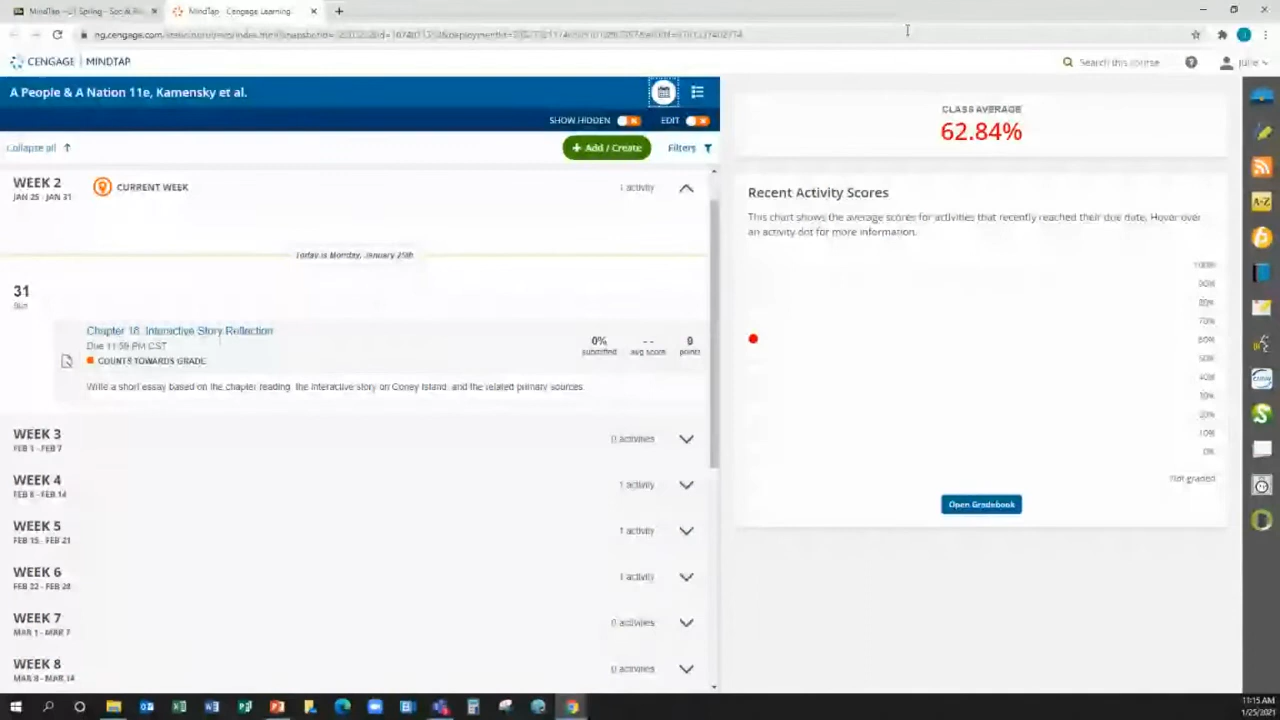 MindTap - Cengage Learning
CENGAGE | MINDTAP
Search this course
Julie
A People & A Nation 11e, Kamensky et al.
SHOW HIDDEN
EDIT
Collapse all
+ Add / Create
Filters
WEEK 2
JAN 25 - JAN 31
CURRENT WEEK
1 activity
Today is Monday, January 25th
31
Sun
Chapter 18: Interactive Story Reflection
Due 11:59 PM CST
COUNTS TOWARDS GRADE
0%
submitted
- -
avg score
points
Write a short essay based on the chapter reading, the interactive story on Coney Island, and the related primary sources.
WEEK 3
FEB 1 - FEB 7
0 activities
WEEK 4
FEB 8 - FEB 14
1 activity
WEEK 5
FEB 15 - FEB 21
1 activity
WEEK 6
FEB 22 - FEB 28
1 activity
WEEK 7
MAR 1 - MAR 7
0 activities
WEEK 8
MAR 8 - MAR 14
0 activities
CLASS AVERAGE
62.84%
Recent Activity Scores
This chart shows the average scores for activities that recently reached their due date. Hover over
an activity dot for more information.
100%
90%
80%
70%
60%
50%
40%
30%
20%
10%
0%
Not graded
Open Gradebook
A-Z
11:15 AM
1/25/2021